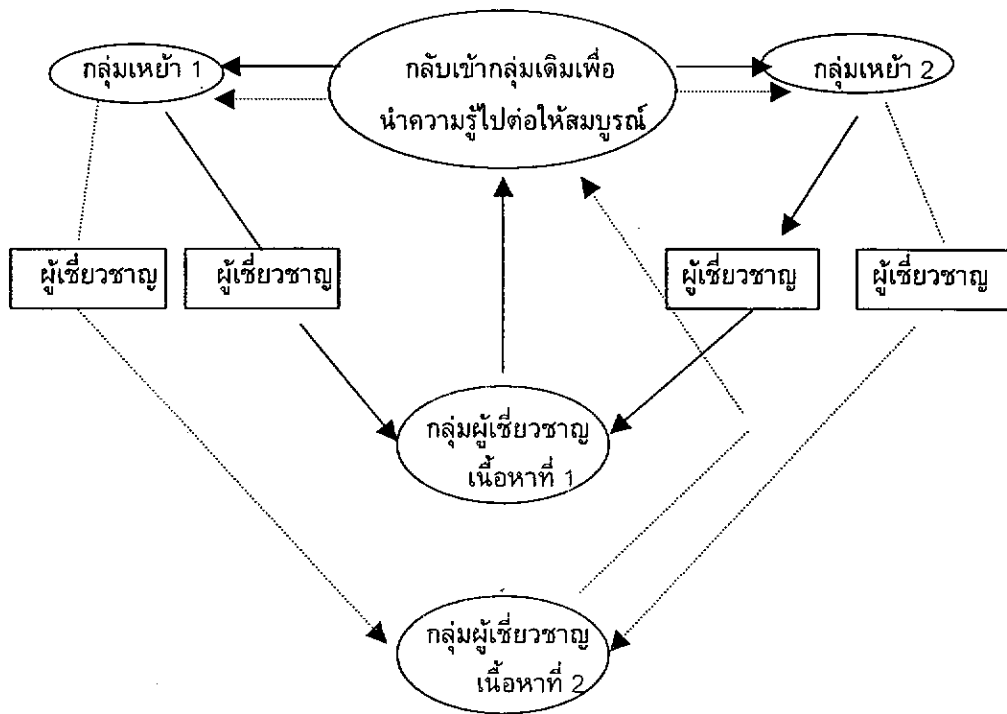 กลุ่มเหย้า 1
กลับเข้ากลุ่มเดิมเพื่อ
นำความรู้ไปต่อให้สมบูรณ์
กลุ่มเหย้า 2
ผู้เชี่ยวชาญ
ผู้เชี่ยวชาญ
ผู้เชี่ยวชาญ
ผู้เชี่ยวชาญ
กลุ่มผู้เชี่ยวชาญ
เนื้อหาที่ 1
กลุ่มผู้เชี่ยวชาญ
เนื้อหาที่ 2